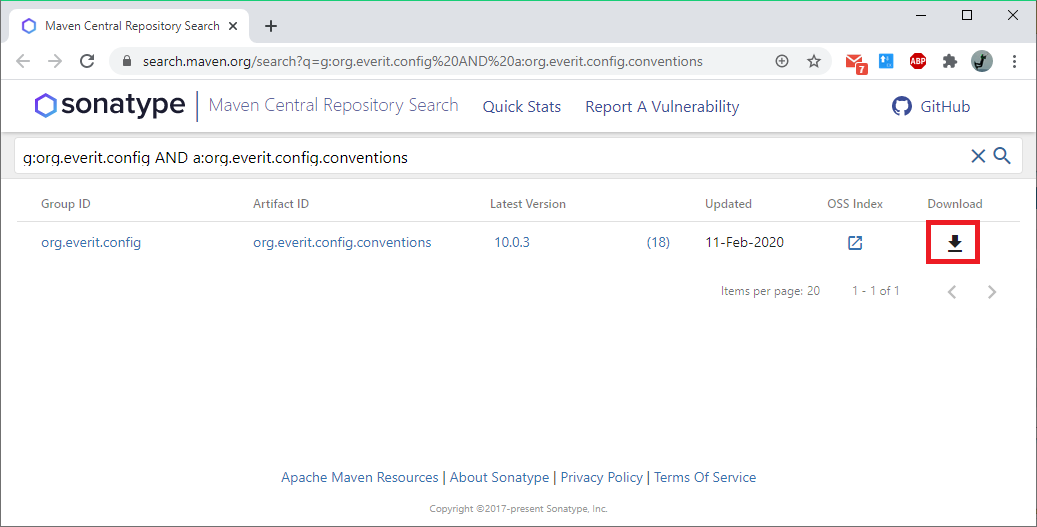 Maven Central Repository Search
search.maven.org/search?q=g:org.everit.config%20AND%20a:org.everit.config.conventions
7
ABP
sonatype Maven Central Repository Search Quick Stats Report A Vulnerability GitHub
g:org.everit.config AND a:org.everit.config.conventions
Group ID Artifact ID Latest Version Updated OSS Index Download
org.everit.config org.everit.config.conventions 10.0.3 (18) 11-Feb-2020
Items per page: 20 1 - 1 of 1
Apache Maven Resources | About Sonatype | Privacy Policy | Terms Of Service
Copyright ©2017-present Sonatype, Inc.